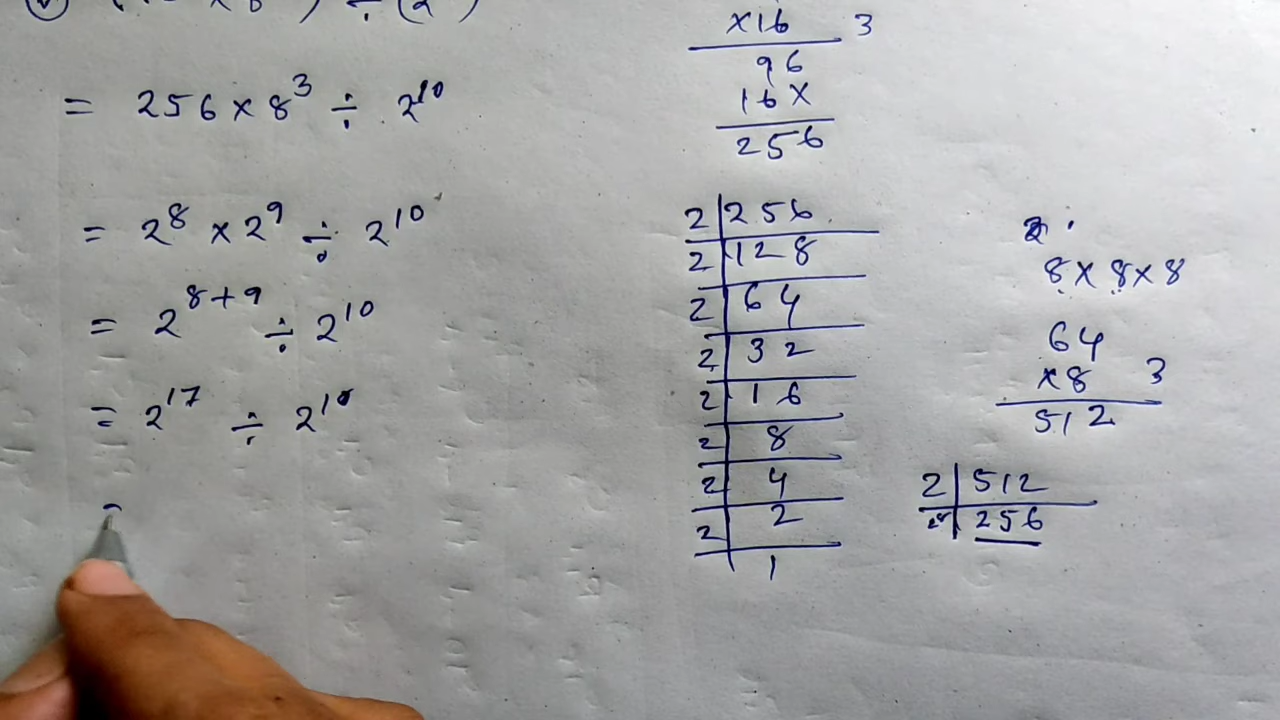 = 256 × 8³ ÷ 2¹⁰
= 2⁸ × 2⁹ ÷ 2¹⁰
= 2⁸⁺⁹ ÷ 2¹⁰
= 2¹⁷ ÷ 2¹⁰
×16 3
96
16×
256
2 | 256
2 | 128
2 | 64
2 | 32
2 | 16
2 | 8
2 | 4
2 | 2
1
8×8×8
64
×8 3
512
2 | 512
256